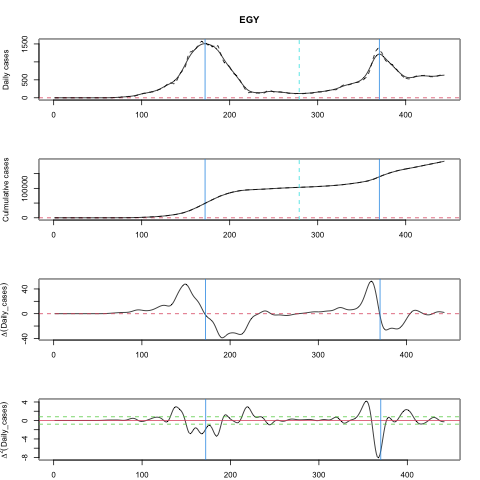 EGY
Daily cases
0 500 1500
0 100 200 300 400
Culmulative cases
0 100000
0 100 200 300 400
Δ(Daily_cases)
-40 0 40
0 100 200 300 400
Δ²(Daily_cases)
-8 -4 0 2 4
0 100 200 300 400